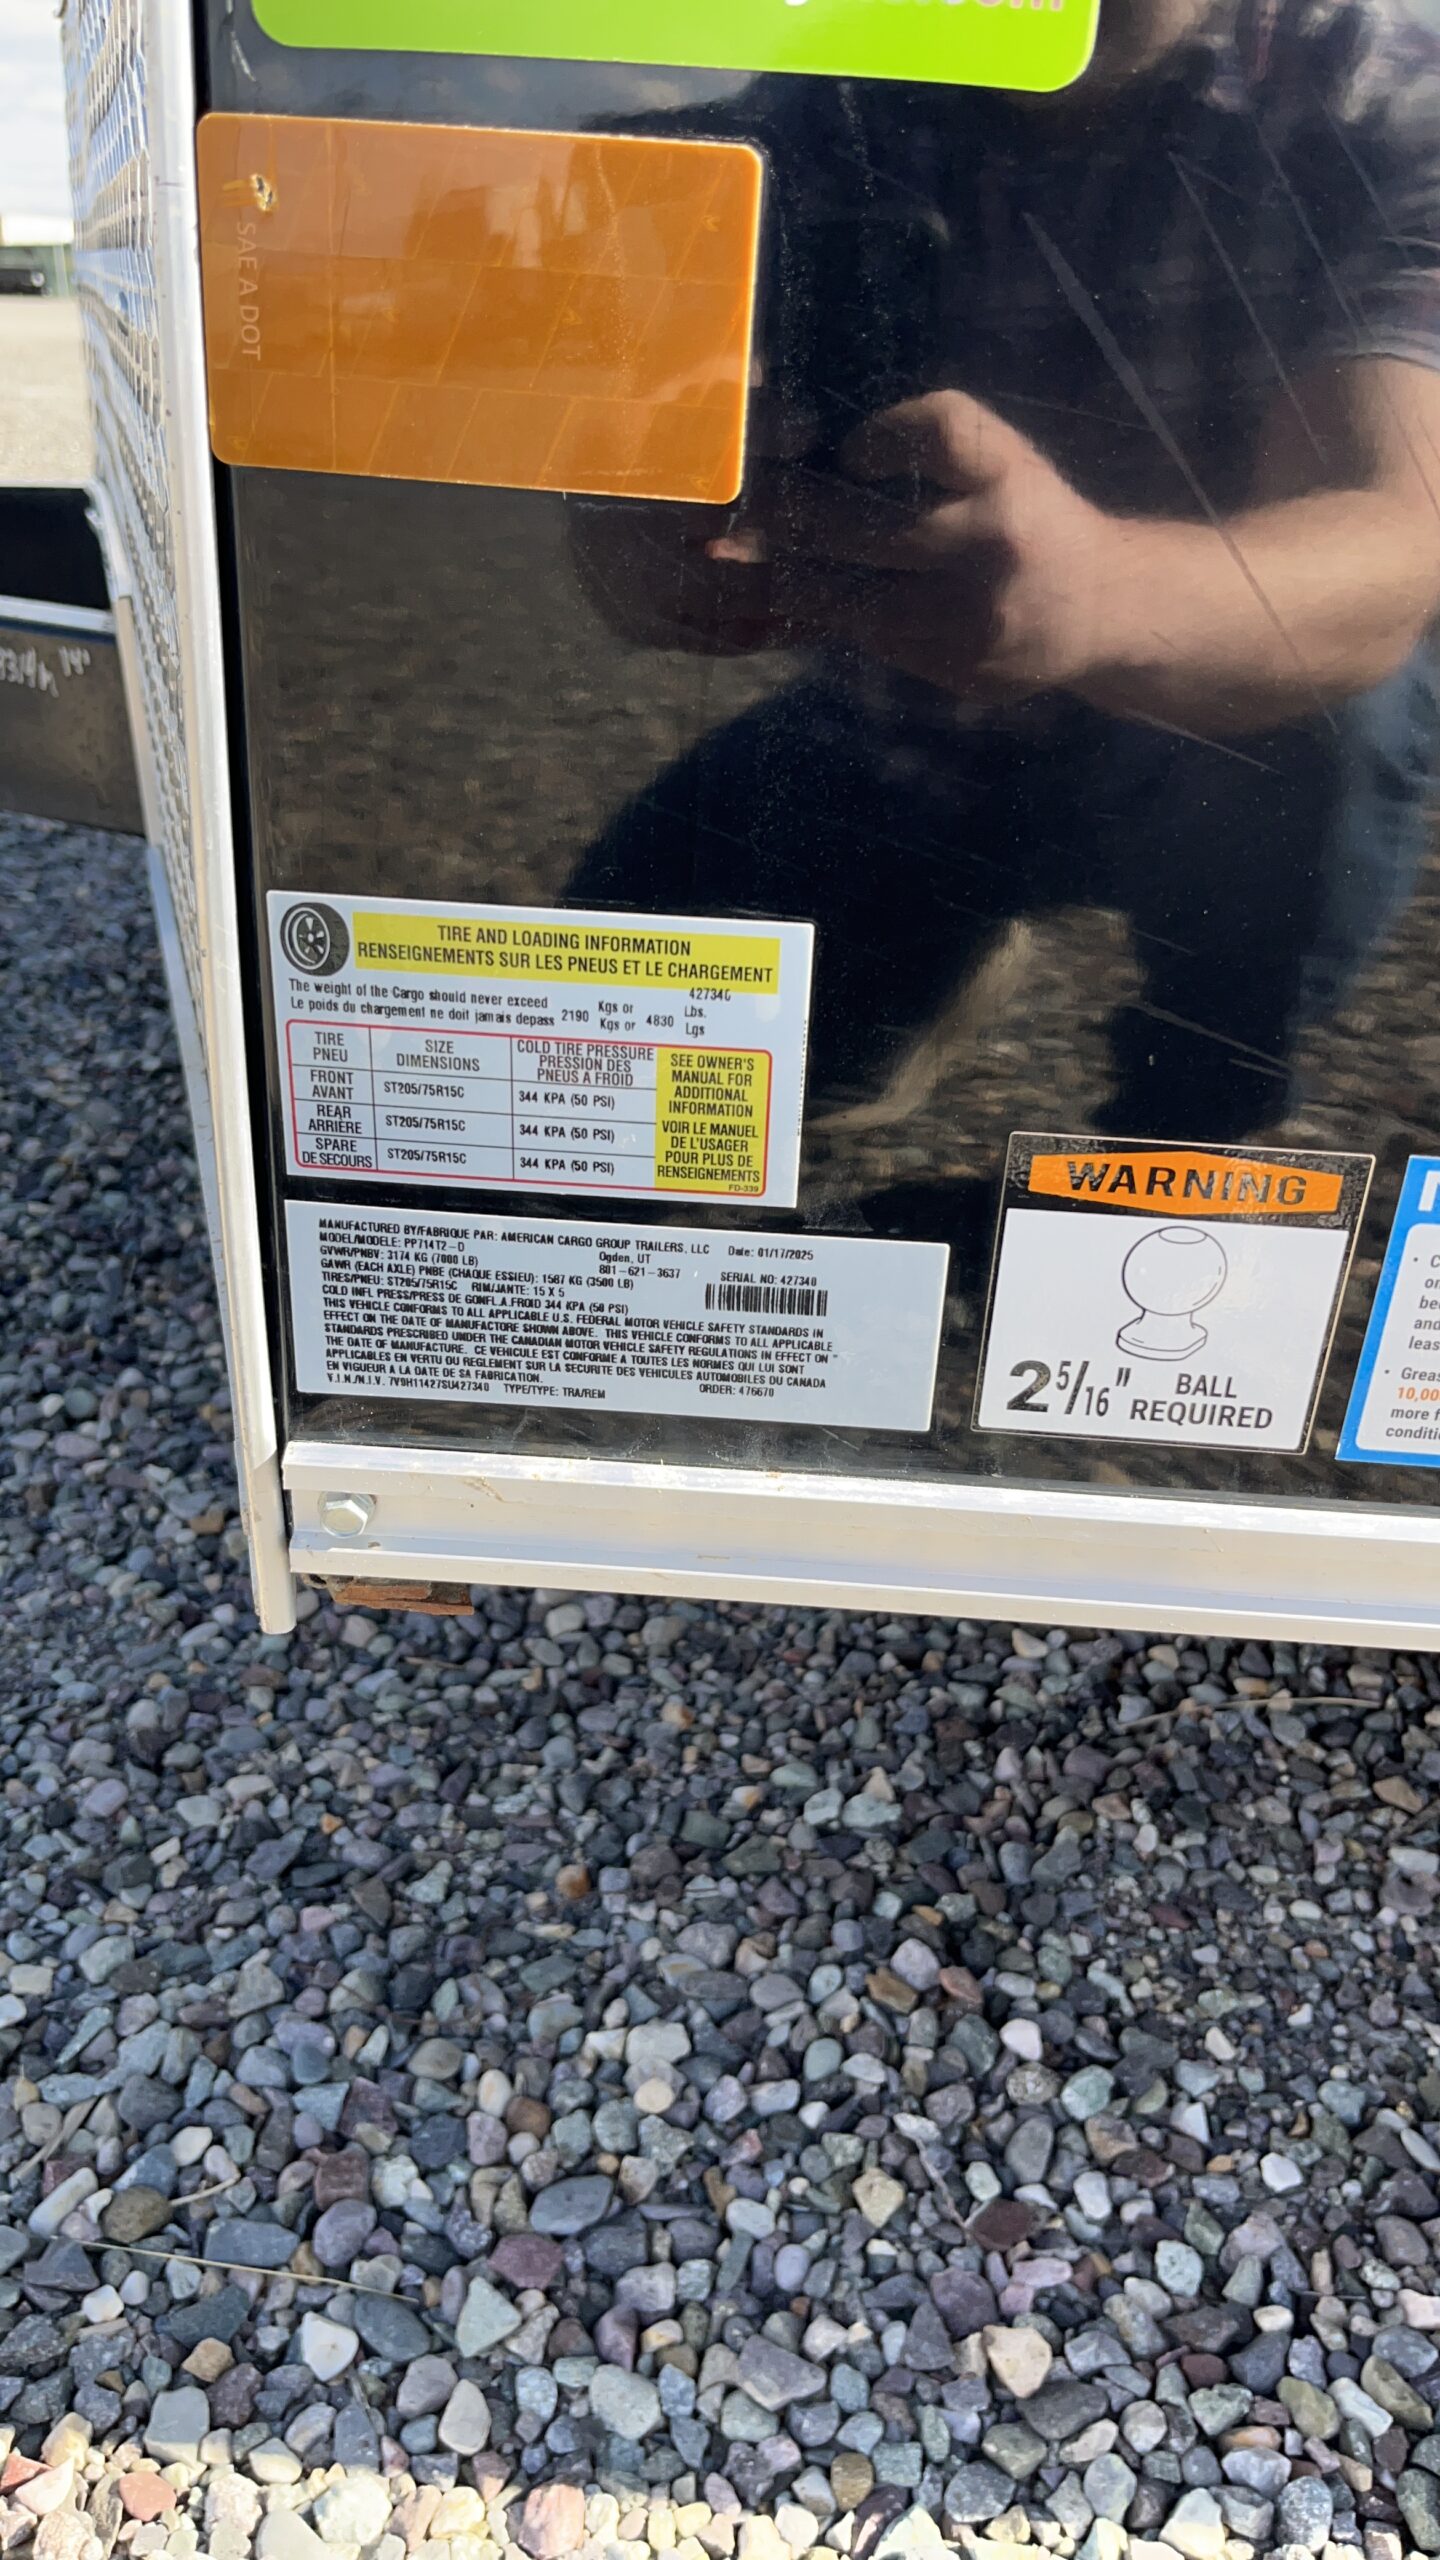 SAE A DOT
TIRE AND LOADING INFORMATION
RENSEIGNEMENTS SUR LES PNEUS ET LE CHARGEMENT
427340
The weight of the Cargo should never exceed Kgs or Lbs.
Le poids du chargement ne doit jamais depass 2190 Kgs or 4830 Lgs
TIRE
PNEU
SIZE
DIMENSIONS
COLD TIRE PRESSURE
PRESSION DES
PNEUS A FROID
FRONT
AVANT
ST205/75R15C
344 KPA (50 PSI)
REAR
ARRIÈRE
ST205/75R15C
344 KPA (50 PSI)
SPARE
DE SECOURS
ST205/75R15C
344 KPA (50 PSI)
SEE OWNER'S
MANUAL FOR
ADDITIONAL
INFORMATION
VOIR LE MANUEL
DE L'USAGER
POUR PLUS DE
RENSEIGNEMENTS
FD-339
MANUFACTURED BY/FABRIQUE PAR: AMERICAN CARGO GROUP TRAILERS, LLC Date: 01/17/2025
MODEL/MODELE: PP714T2-D Ogden, UT
GVWR/PNBV: 3174 KG (7000 LB) 801-621-3637
GAWR (EACH AXLE) PNBE (CHAQUE ESSIEU): 1587 KG (3500 LB) SERIAL NO: 427340
TIRES/PNEU: ST205/75R15C RIM/JANTE: 15 X 5
COLD INFL PRESS/PRESS DE GONFL.A.FROID 344 KPA (50 PSI)
THIS VEHICLE CONFORMS TO ALL APPLICABLE U.S. FEDERAL MOTOR VEHICLE SAFETY STANDARDS IN
EFFECT ON THE DATE OF MANUFACTORE SHOWN ABOVE. THIS VEHICLE CONFORMS TO ALL APPLICABLE
STANDARDS PRESCRIBED UNDER THE CANADIAN MOTOR VEHICLE SAFETY REGULATIONS IN EFFECT ON
THE DATE OF MANUFACTURE. CE VEHICULE EST CONFORME A TOUTES LES NORMES QUI LUI SONT
APPLICABLES EN VERTU OU REGLEMENT SUR LA SECURITE DES VEHICULES AUTOMOBILES DU CANADA
EN VIGUEUR A LA DATE DE SA FABRICATION.
V.I.N./N.I.V. 7V9H11427SU427340 TYPE/TYPE: TRA/REM ORDER: 476670
WARNING
2 5/16" BALL
REQUIRED
10,00
more f
conditi